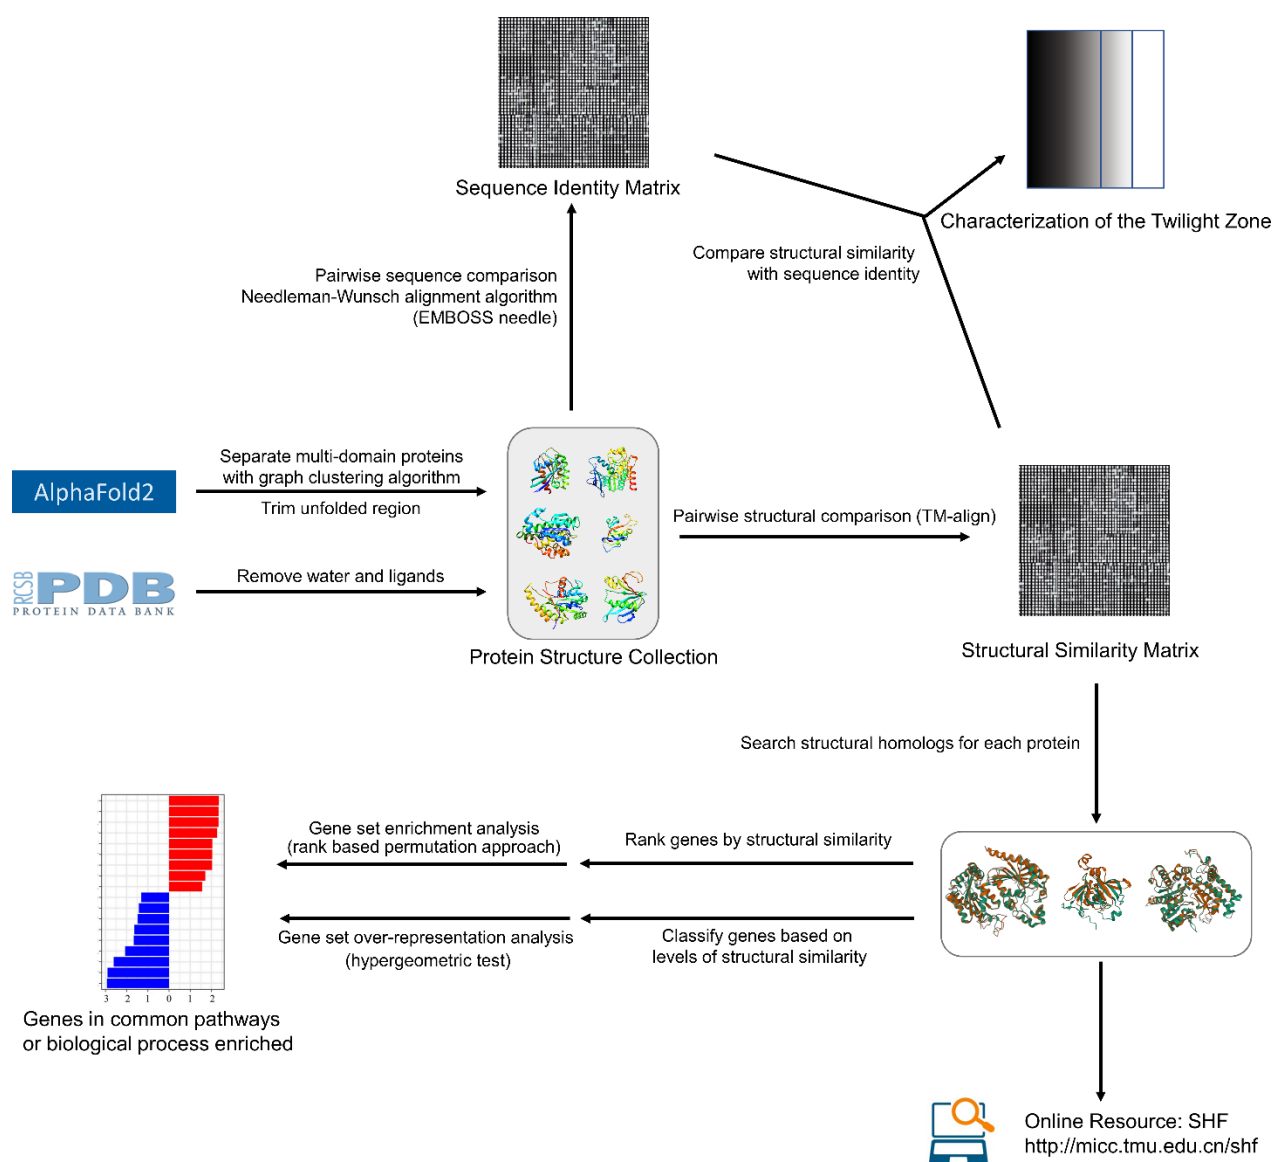 Sequence Identity Matrix
Characterization of the Twilight Zone
Compare structural similarity
with sequence identity
Pairwise sequence comparison
Needleman-Wunsch alignment algorithm
(EMBOSS needle)
AlphaFold2
Separate multi-domain proteins
with graph clustering algorithm
Trim unfolded region
RCSB
PDB
PROTEIN DATA BANK
Remove water and ligands
Protein Structure Collection
Pairwise structural comparison (TM-align)
Structural Similarity Matrix
Search structural homologs for each protein
Rank genes by structural similarity
Gene set enrichment analysis
(rank based permutation approach)
Classify genes based on
levels of structural similarity
Gene set over-representation analysis
(hypergeometric test)
3 2 1 0 1 2
Genes in common pathways
or biological process enriched
Online Resource: SHF
http://micc.tmu.edu.cn/shf